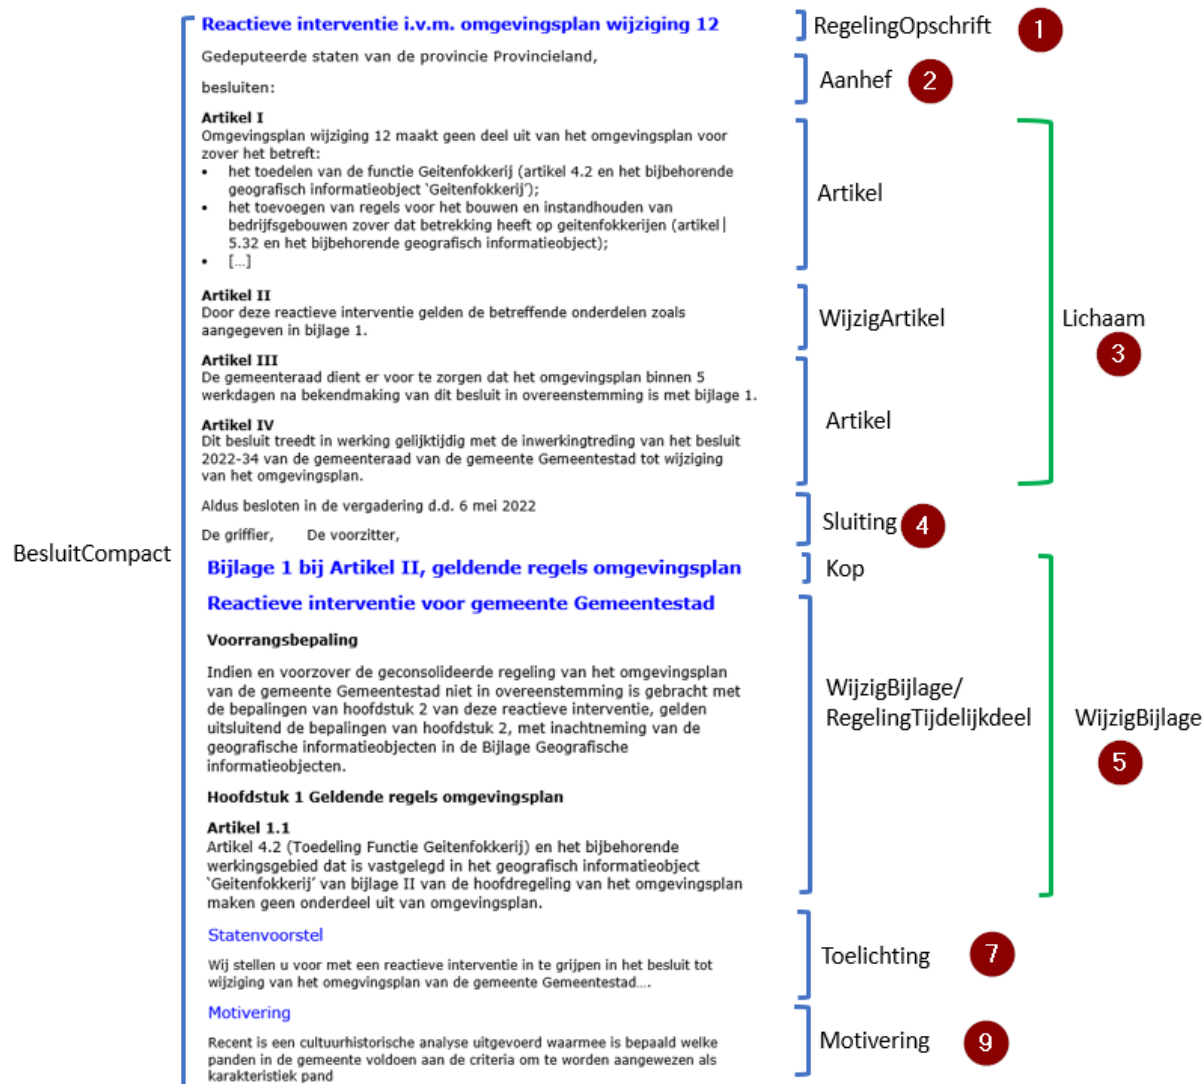 Reactieve interventie i.v.m. omgevingsplan wijziging 12
RegelingOpschrift 1
Gedeputeerde staten van de provincie Provincieland,
Aanhef 2
besluiten:
Artikel I
Omgevingsplan wijziging 12 maakt geen deel uit van het omgevingsplan voor
zover het betreft:
• het toedelen van de functie Geitenfokkerij (artikel 4.2 en het bijbehorende
geografisch informatieobject ‘Geitenfokkerij’);
• het toevoegen van regels voor het bouwen en instandhouden van
bedrijfsgebouwen zover dat betrekking heeft op geitenfokkerijen (artikel
5.32 en het bijbehorende geografisch informatieobject);
• [...]
Artikel
Artikel II
Door deze reactieve interventie gelden de betreffende onderdelen zoals
aangegeven in bijlage 1.
WijzigArtikel
Lichaam
3
Artikel III
De gemeenteraad dient er voor te zorgen dat het omgevingsplan binnen 5
werkdagen na bekendmaking van dit besluit in overeenstemming is met bijlage 1.
Artikel
Artikel IV
Dit besluit treedt in werking gelijktijdig met de inwerkingtreding van het besluit
2022-34 van de gemeenteraad van de gemeente Gemeentestad tot wijziging
van het omgevingsplan.
Aldus besloten in de vergadering d.d. 6 mei 2022
Sluiting 4
De griffier, De voorzitter,
BesluitCompact
Bijlage 1 bij Artikel II, geldende regels omgevingsplan
Kop
Reactieve interventie voor gemeente Gemeentestad
Voorrangsbepaling
Indien en voorzover de geconsolideerde regeling van het omgevingsplan
van de gemeente Gemeentestad niet in overeenstemming is gebracht met
de bepalingen van hoofdstuk 2 van deze reactieve interventie, gelden
uitsluitend de bepalingen van hoofdstuk 2, met inachtneming van de
geografische informatieobjecten in de Bijlage Geografische
informatieobjecten.
WijzigBijlage/
RegelingTijdelijkdeel
WijzigBijlage
5
Hoofdstuk 1 Geldende regels omgevingsplan
Artikel 1.1
Artikel 4.2 (Toedeling Functie Geitenfokkerij) en het bijbehorende
werkingsgebied dat is vastgelegd in het geografisch informatieobject
‘Geitenfokkerij’ van bijlage II van de hoofdregeling van het omgevingsplan
maken geen onderdeel uit van omgevingsplan.
Statenvoorstel
Toelichting 7
Wij stellen u voor met een reactieve interventie in te grijpen in het besluit tot
wijziging van het omegvingsplan van de gemeente Gemeentestad....
Motivering
Motivering 9
Recent is een cultuurhistorische analyse uitgevoerd waarmee is bepaald welke
panden in de gemeente voldoen aan de criteria om te worden aangewezen als
karakteristiek pand